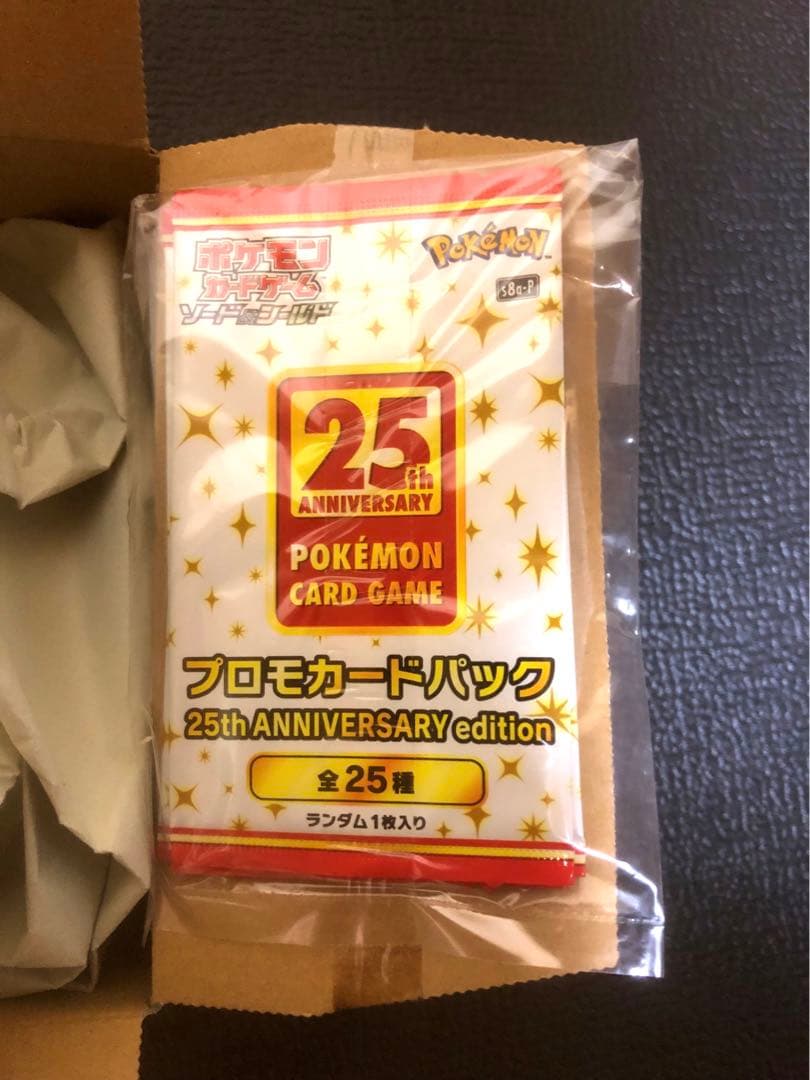 ポケモン
カードゲーム
ソード&シールド
POKéMON
s8a-P
25th
ANNIVERSARY
POKÉMON
CARD GAME
プロモカードパック
25th ANNIVERSARY edition
全25種
ランダム1枚入り